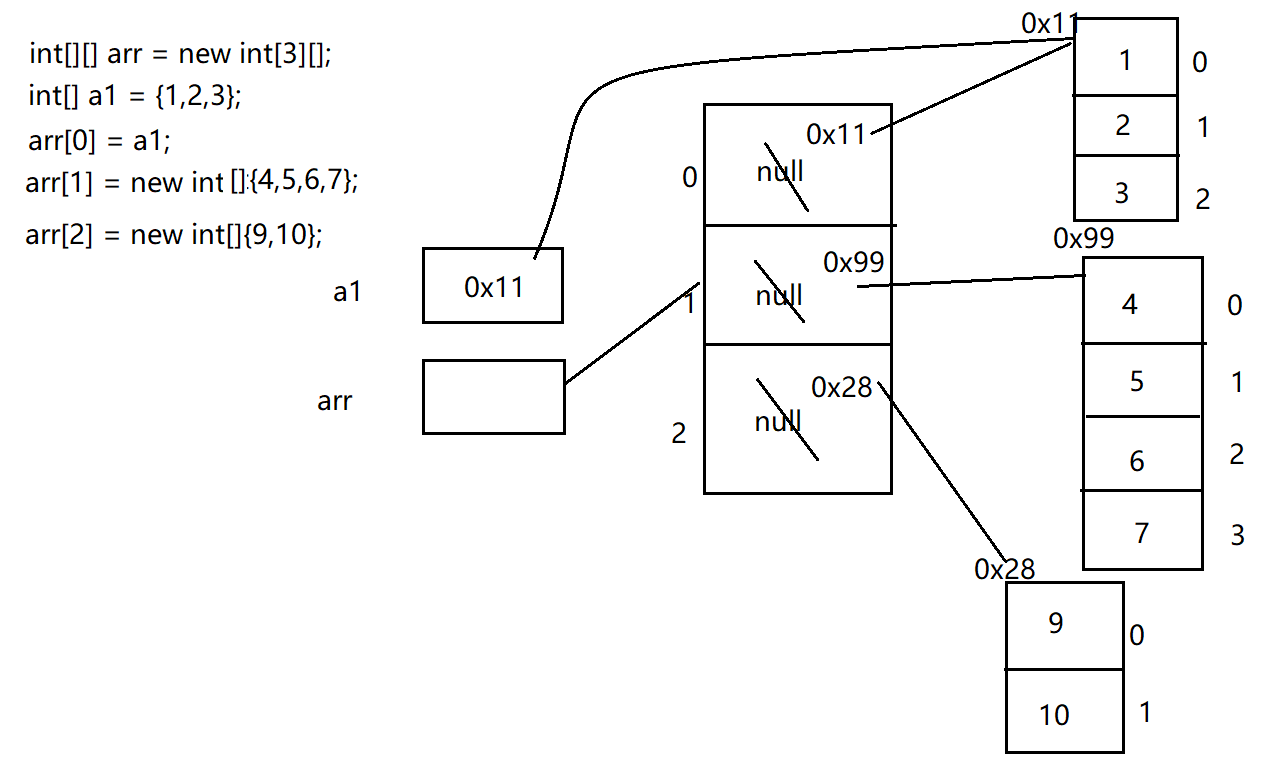 int[][] arr = new int[3][];
int[] a1 = {1,2,3};
arr[0] = a1;
arr[1] = new int []{4,5,6,7};
arr[2] = new int[]{9,10};
a1
0x11
arr
0
0x11
null
1
0x99
null
2
0x28
null
0x11
1
0
2
1
3
2
0x99
4
0
5
1
6
2
7
3
0x28
9
0
10
1